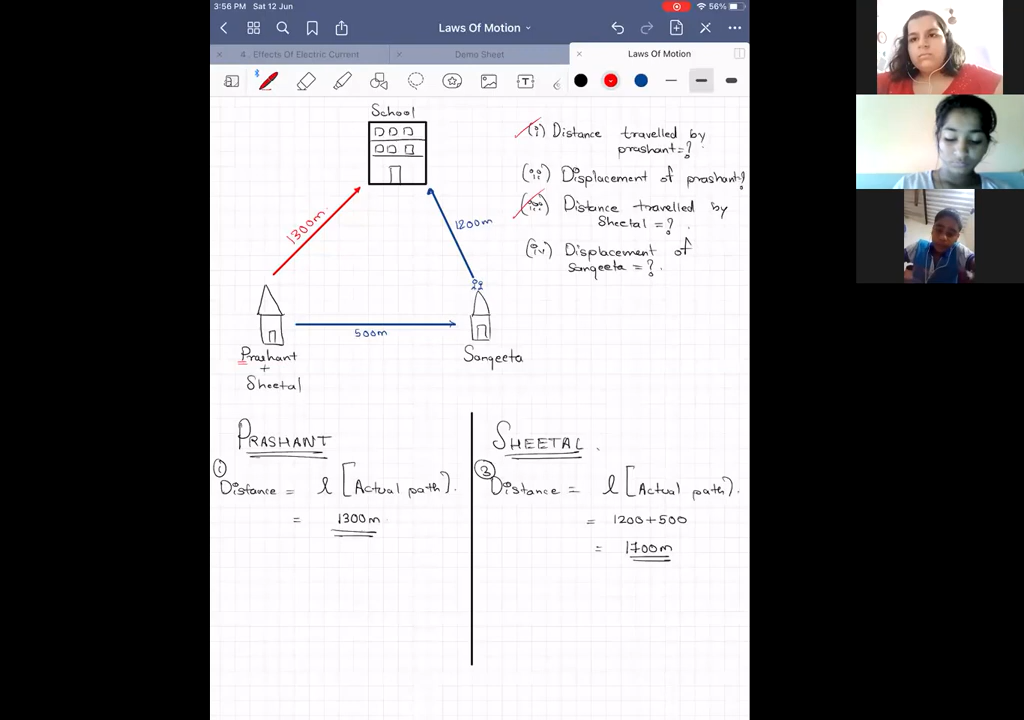 3:56 PM Sat 12 Jun
56%
Laws Of Motion
4. Effects Of Electric Current
Demo Sheet
Laws Of Motion
School
(i) Distance travelled by
prashant=?
(ii) Displacement of prashant?
(iii) Distance travelled by
Sheetal =?
(iv) Displacement of
sangeeta =?
1300m
1200m
500m
Prashant
+
Sheetal
Sangeeta
PRASHANT
① Distance = l [Actual path).
= 1300m
SHEETAL.
③ Distance = l [Actual path).
= 1200+500
= 1700m